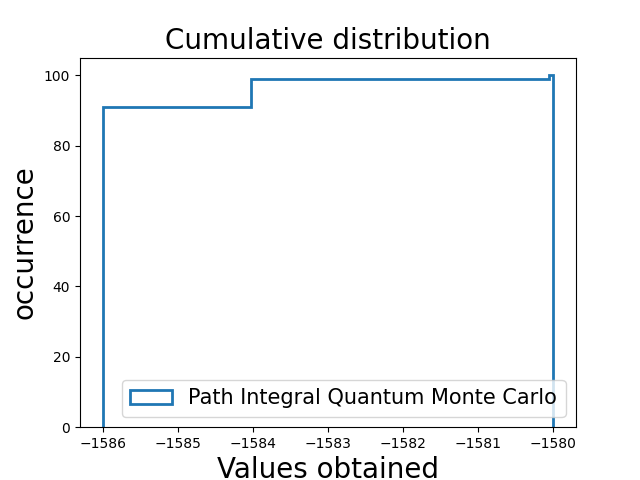 Cumulative distribution
occurrence
100
80
60
40
20
0
Path Integral Quantum Monte Carlo
−1586 −1585 −1584 −1583 −1582 −1581 −1580
Values obtained